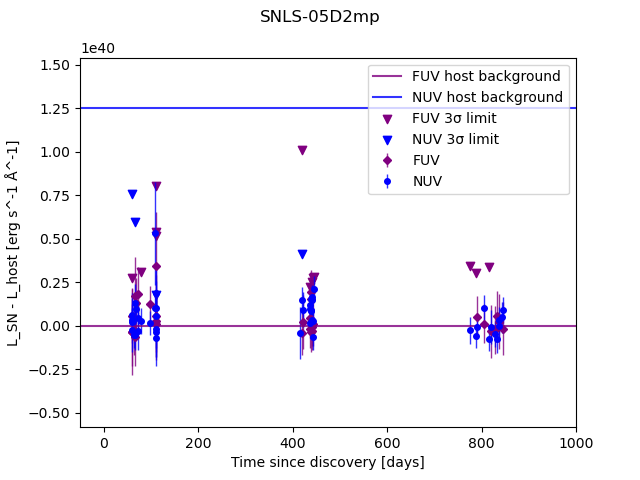 SNLS-05D2mp
1e40
1.50
1.25
1.00
0.75
0.50
0.25
0.00
−0.25
−0.50
L_SN - L_host [erg s^-1 Å^-1]
FUV host background
NUV host background
FUV 3σ limit
NUV 3σ limit
FUV
NUV
0 200 400 600 800 1000
Time since discovery [days]